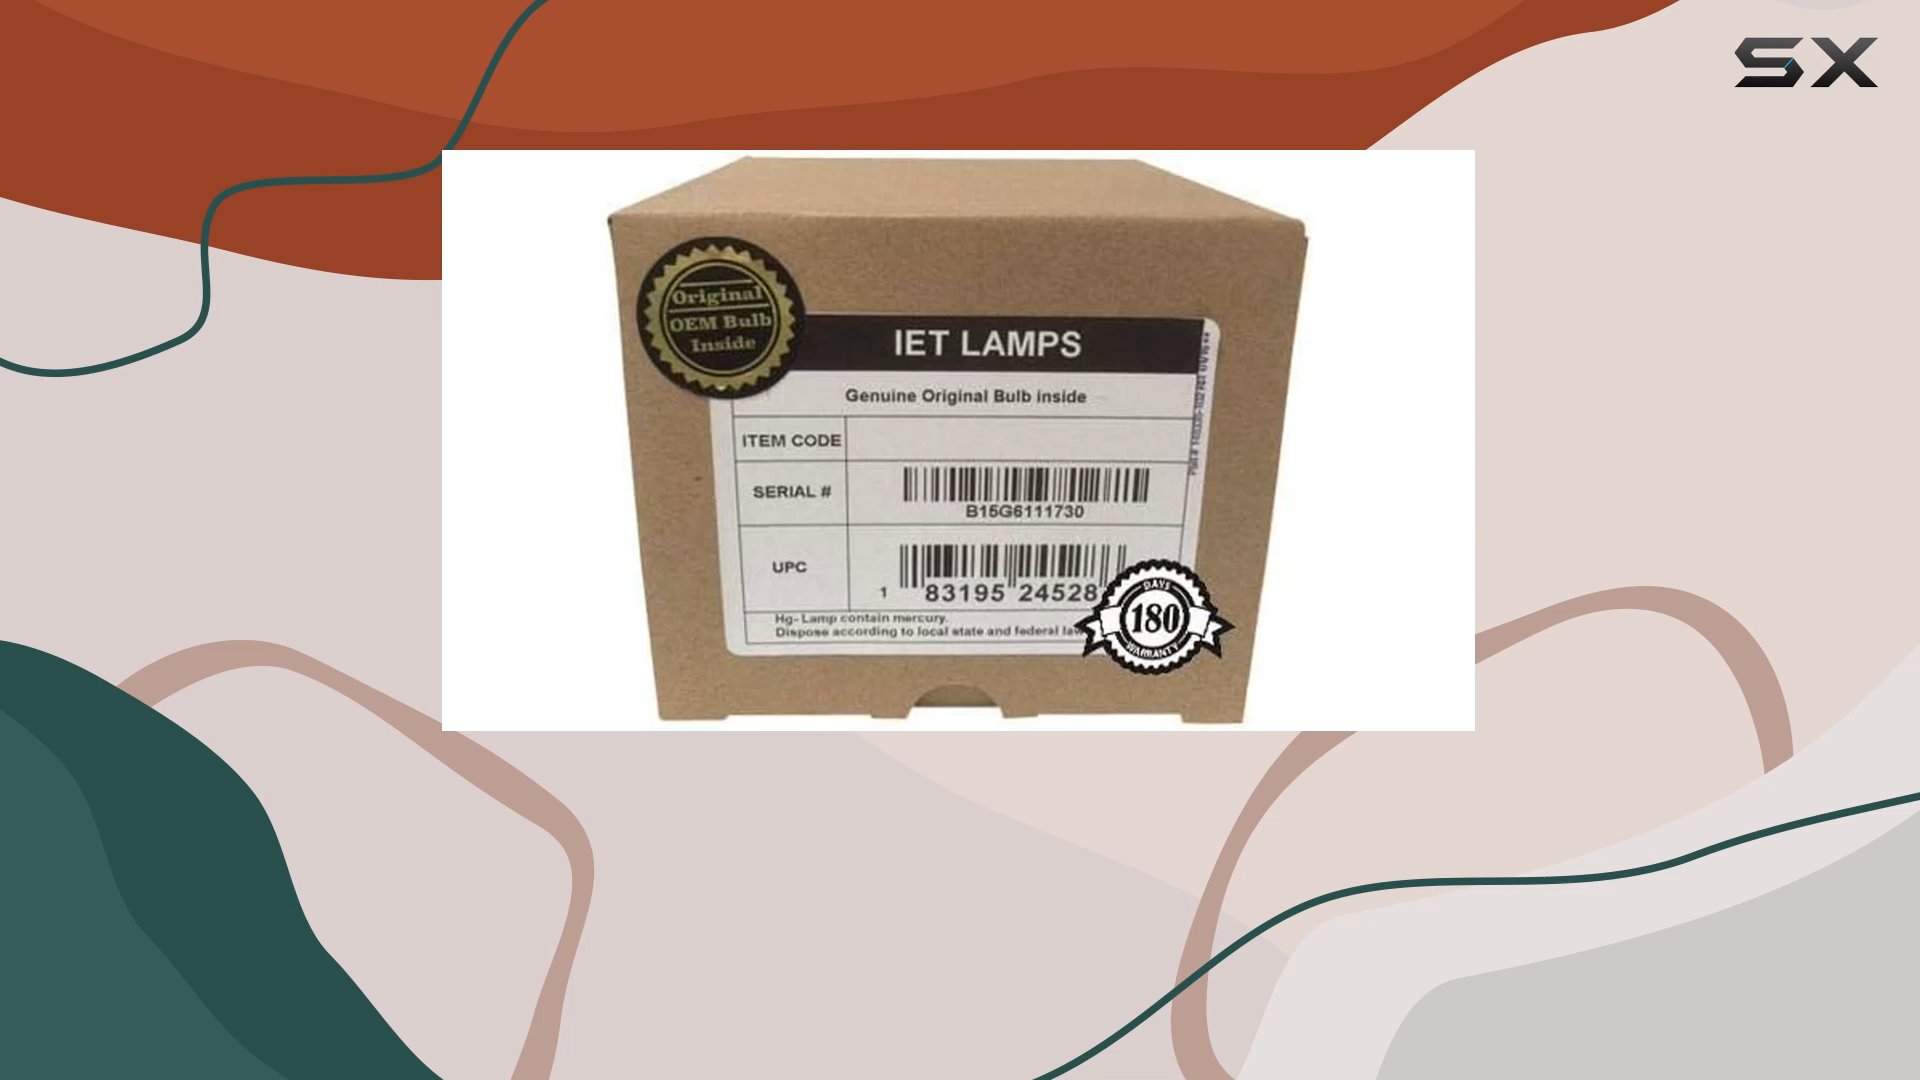 SX
Original
OEM Bulb
Inside
IET LAMPS
Genuine Original Bulb inside
ITEM CODE
SERIAL #
B15G6111730
UPC
1 83195 24528
Hg- Lamp contain mercury.
Dispose according to local state and federal
DAYS
180
WARRANTY